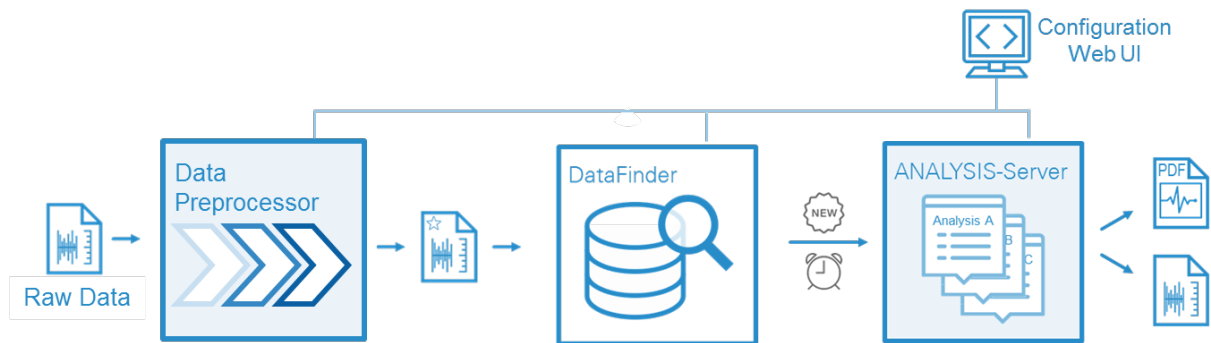 Configuration
Web UI
Data
Preprocessor
DataFinder
ANALYSIS-Server
NEW
Analysis A
B
C
PDF
Raw Data